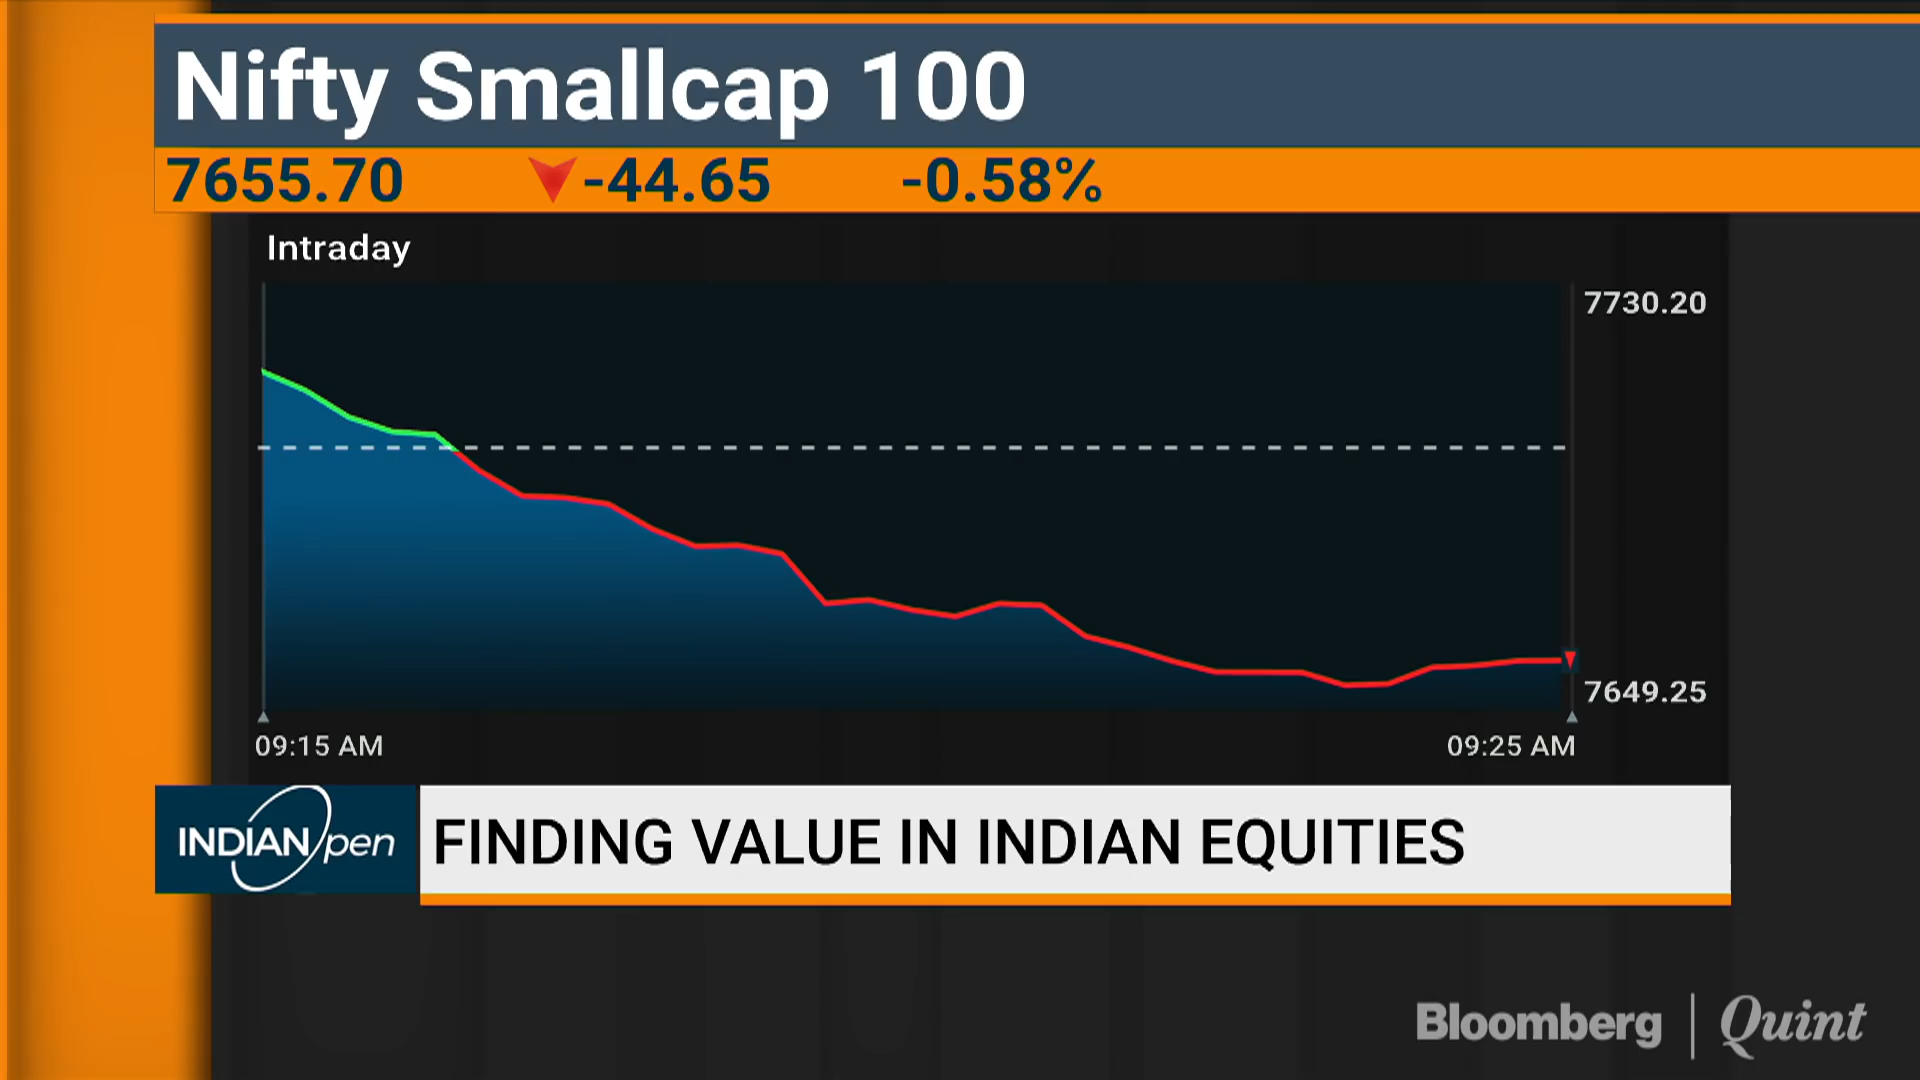 Nifty Smallcap 100
7655.70 -44.65 -0.58%
Intraday
7730.20
7649.25
09:15 AM 09:25 AM
INDIAN Open FINDING VALUE IN INDIAN EQUITIES
Bloomberg | Quint